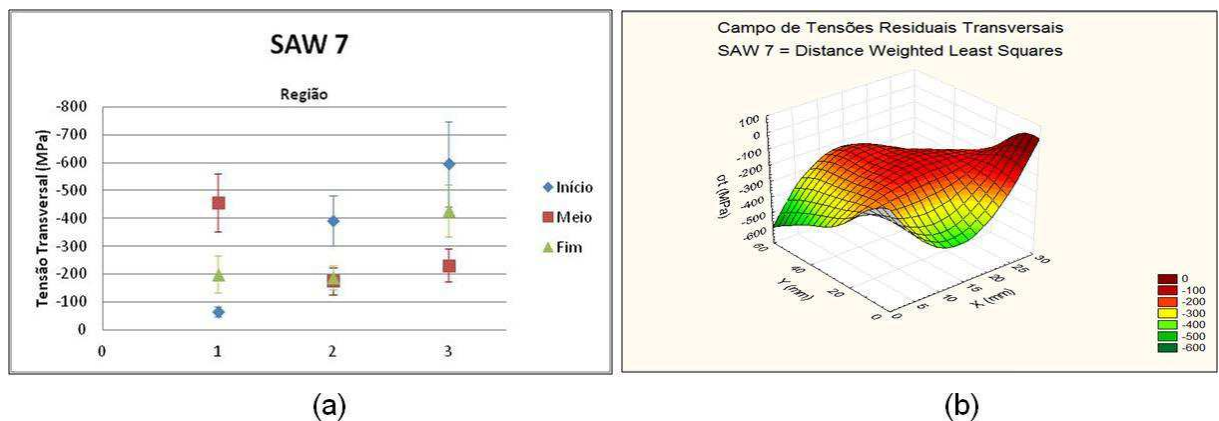 SAW 7
Região
-800
-700
-600
-500
-400
-300
-200
-100
0
Tensão Transversal (MPa)
0 1 2 3
Início
Meio
Fim
(a)
Campo de Tensões Residuais Transversais
SAW 7 = Distance Weighted Least Squares
100
0
-100
-200
-300
-400
-500
-600
σt (MPa)
60 40 20 0
Y (mm)
0 5 10 15 20 25 30
X (mm)
0
-100
-200
-300
-400
-500
-600
(b)